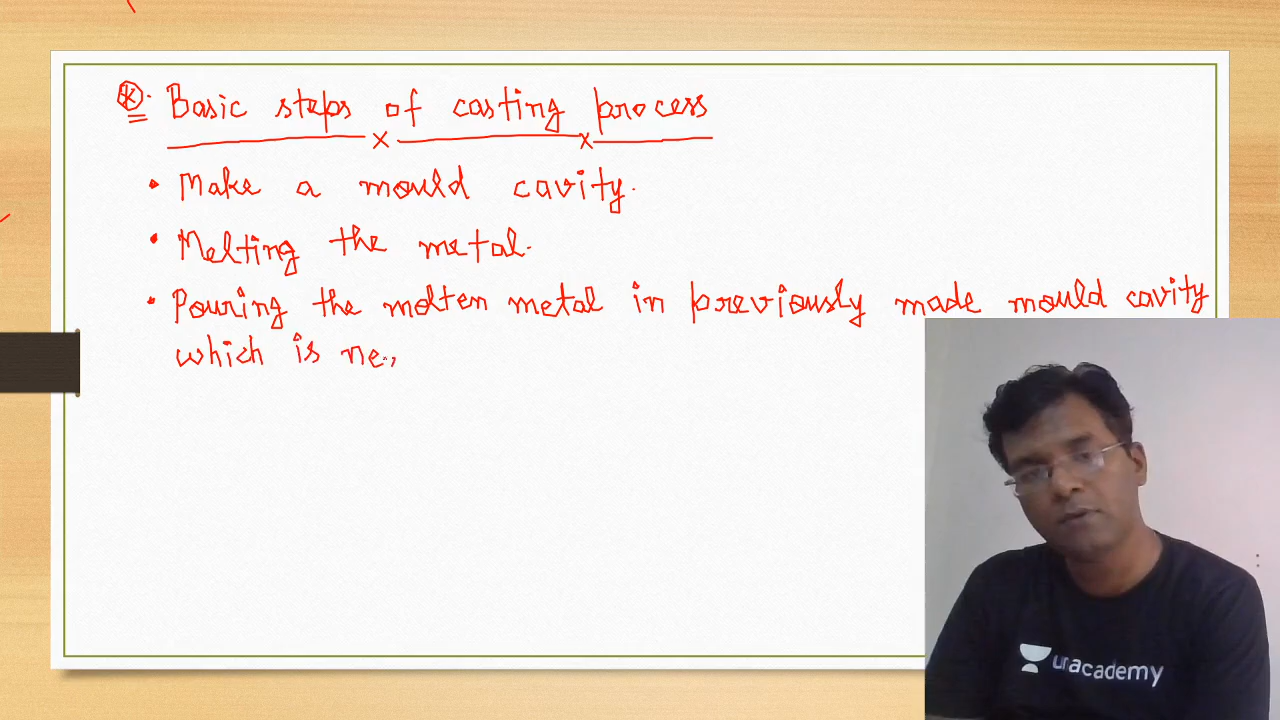 Basic steps of casting process
• Make a mould cavity.
• Melting the metal.
• Pouring the molten metal in previously made mould cavity
which is
unacademy